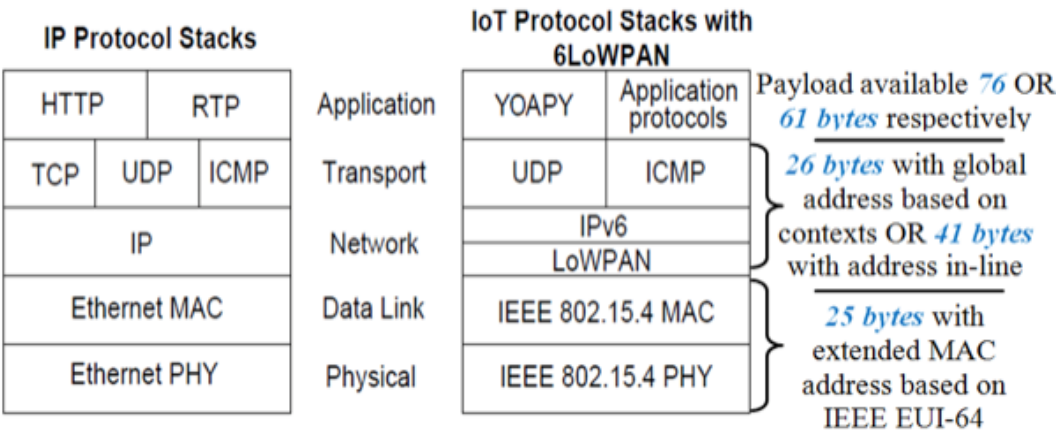 IP Protocol Stacks
IoT Protocol Stacks with
6LoWPAN
HTTP
RTP
Application
YOAPY
Application
protocols
Payload available 76 OR
61 bytes respectively
TCP
UDP
ICMP
Transport
UDP
ICMP
26 bytes with global
address based on
contexts OR 41 bytes
with address in-line
IP
Network
IPv6
LoWPAN
Ethernet MAC
Data Link
IEEE 802.15.4 MAC
25 bytes with
extended MAC
address based on
IEEE EUI-64
Ethernet PHY
Physical
IEEE 802.15.4 PHY